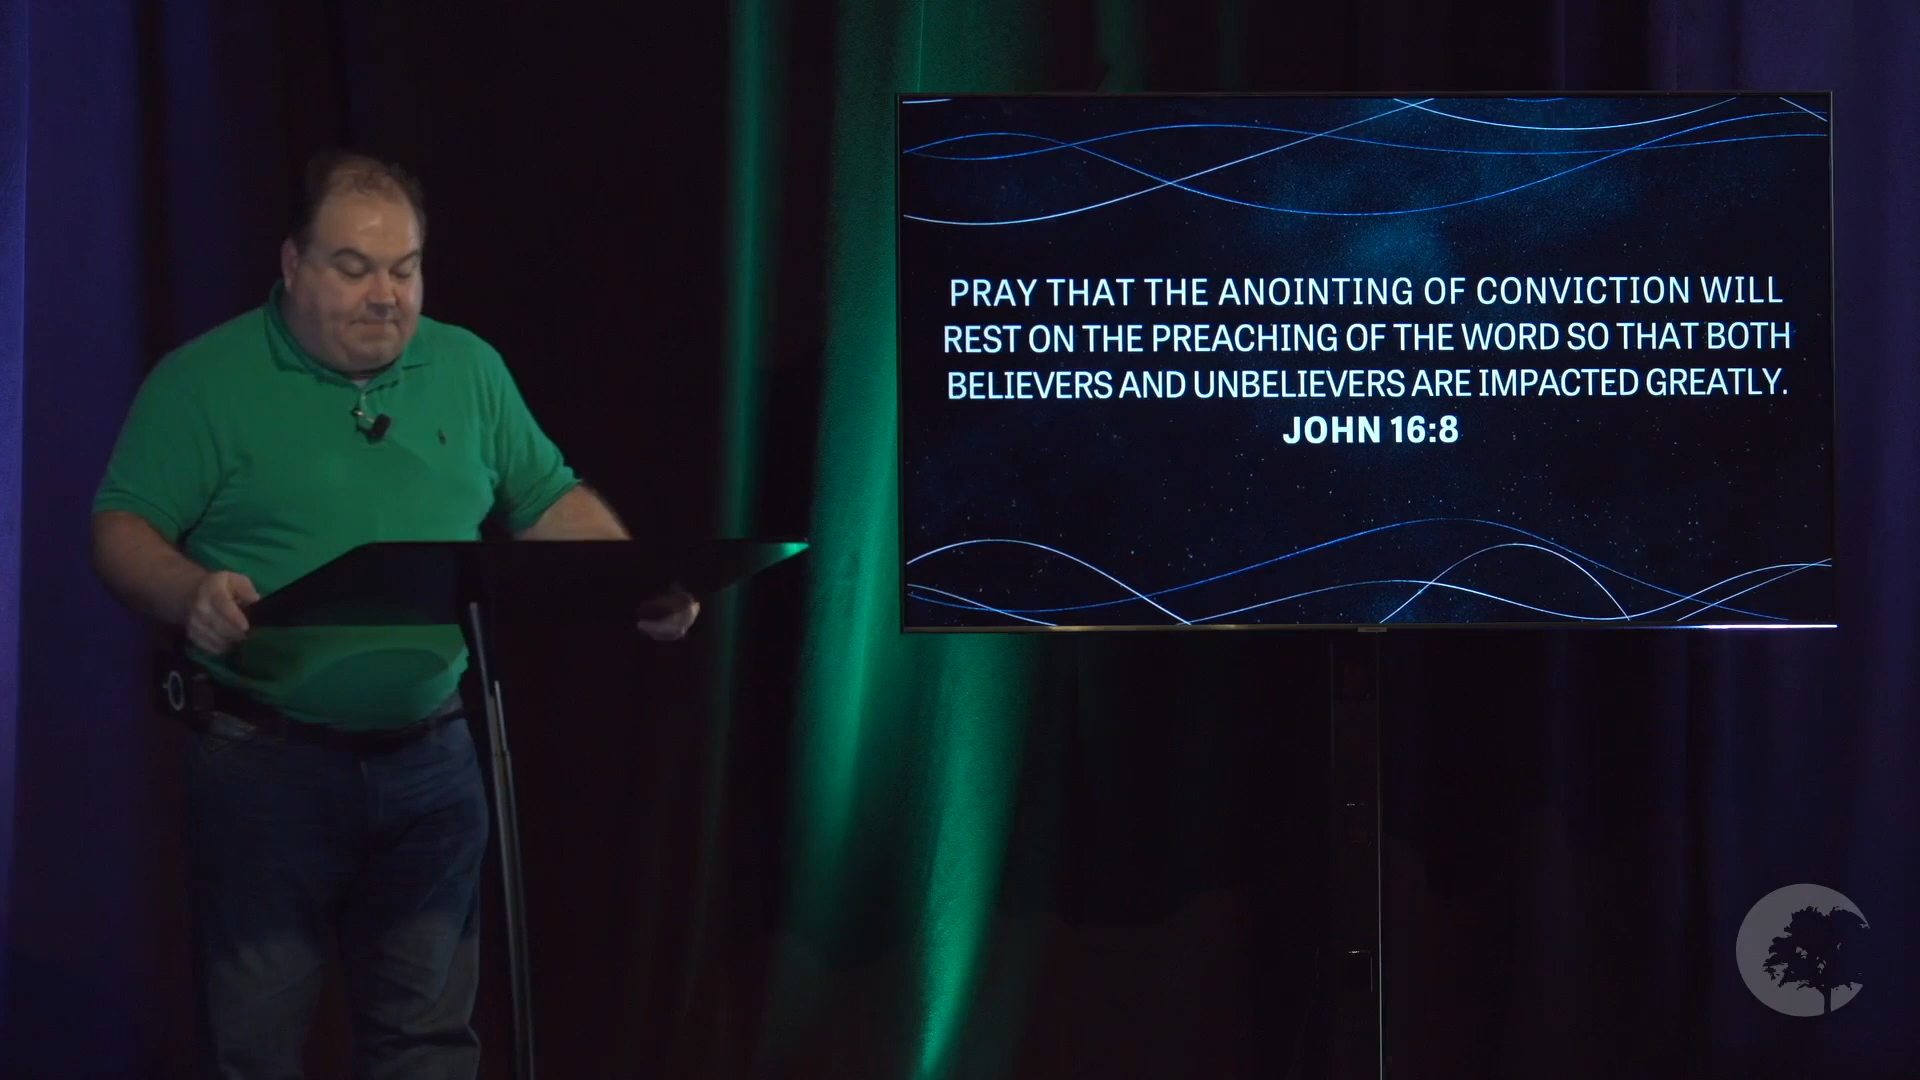 PRAY THAT THE ANOINTING OF CONVICTION WILL
REST ON THE PREACHING OF THE WORD SO THAT BOTH
BELIEVERS AND UNBELIEVERS ARE IMPACTED GREATLY.
JOHN 16:8